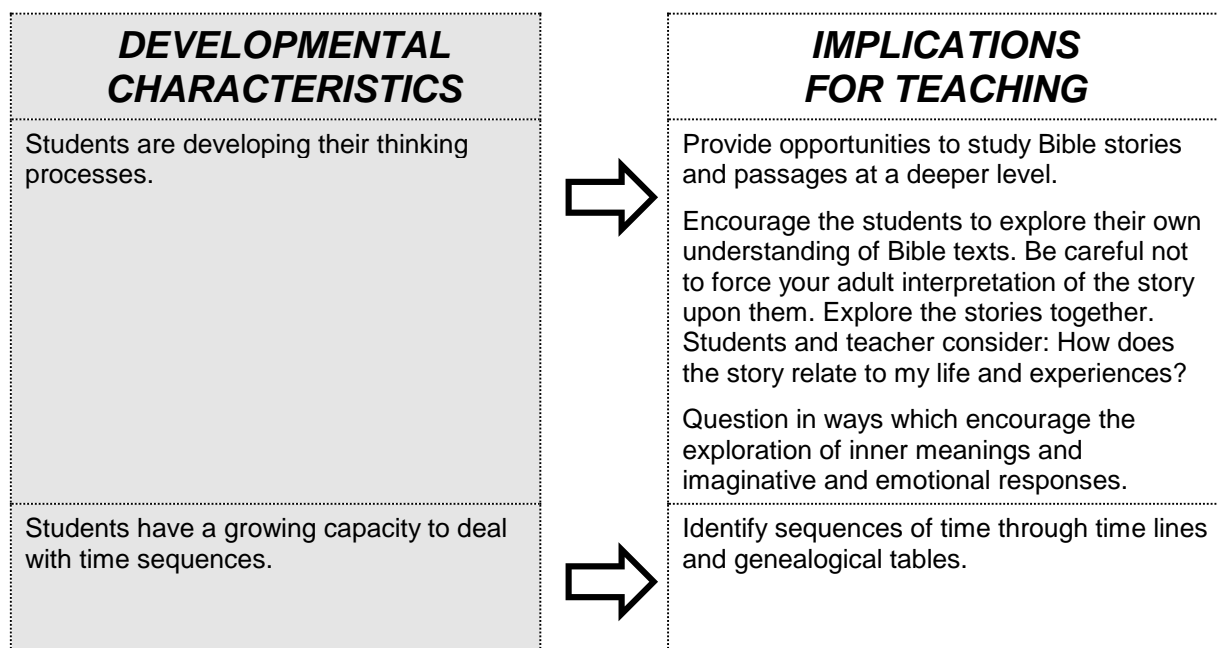 DEVELOPMENTAL
CHARACTERISTICS
IMPLICATIONS
FOR TEACHING
Students are developing their thinking
processes.
Provide opportunities to study Bible stories
and passages at a deeper level.
Encourage the students to explore their own
understanding of Bible texts. Be careful not
to force your adult interpretation of the story
upon them. Explore the stories together.
Students and teacher consider: How does
the story relate to my life and experiences?
Question in ways which encourage the
exploration of inner meanings and
imaginative and emotional responses.
Students have a growing capacity to deal
with time sequences.
Identify sequences of time through time lines
and genealogical tables.